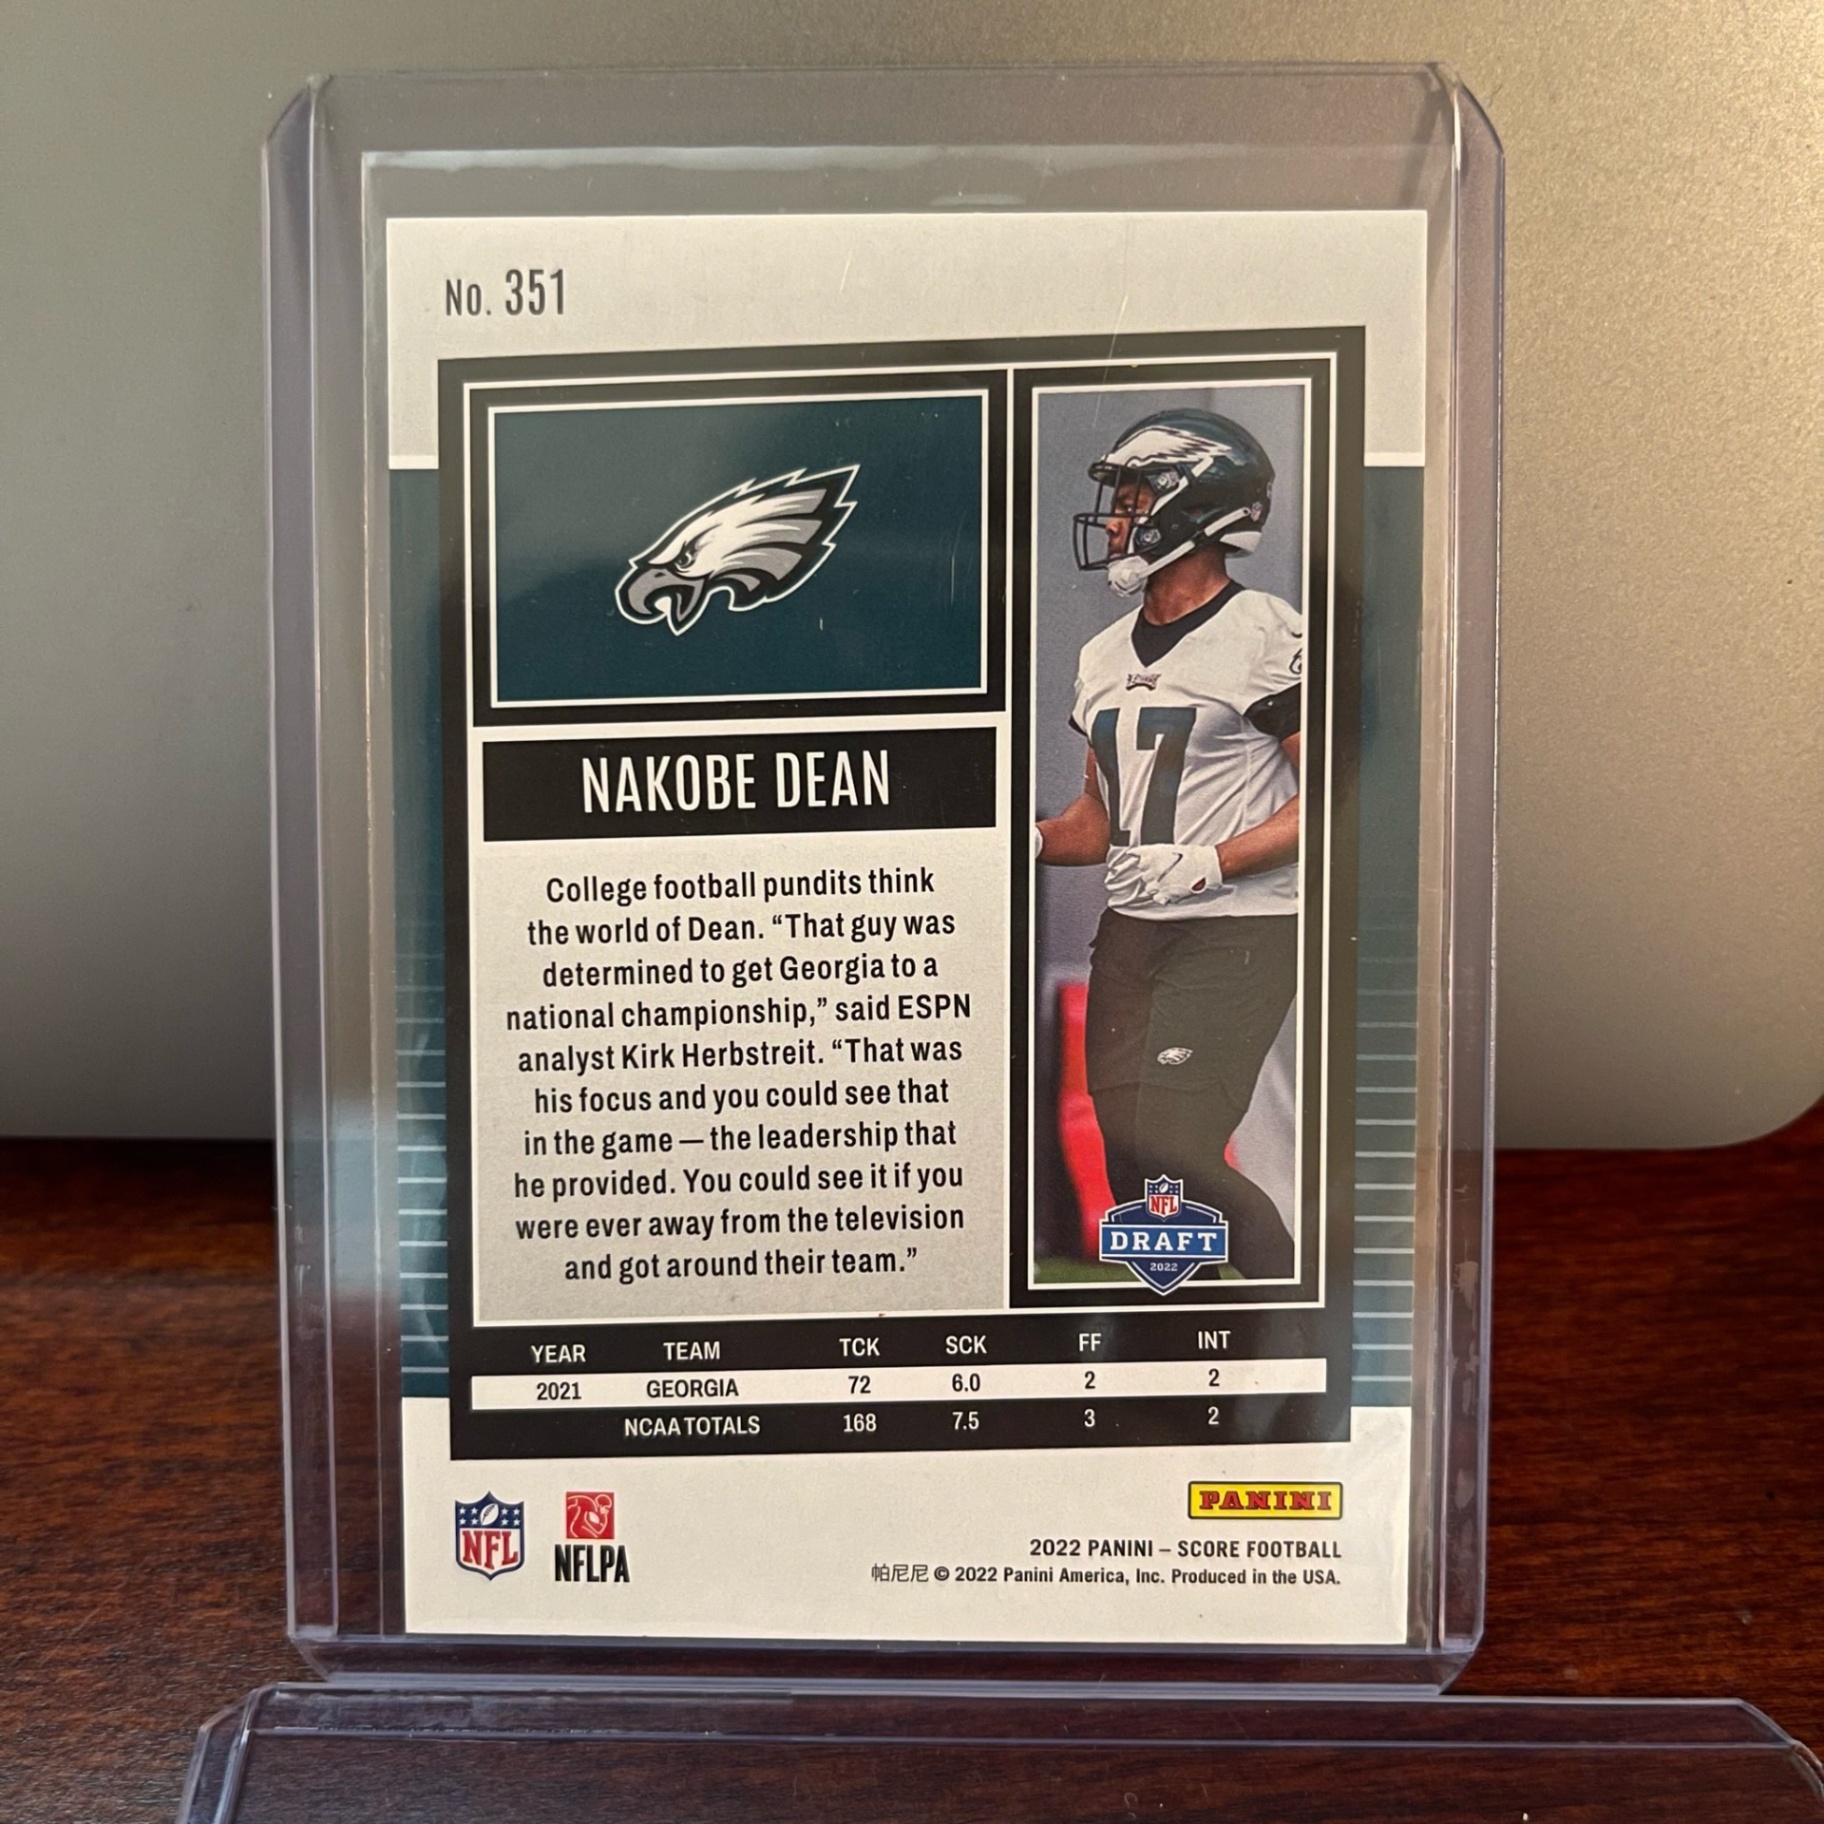 No. 351
NAKOBE DEAN
College football pundits think
the world of Dean. “That guy was
determined to get Georgia to a
national championship,” said ESPN
analyst Kirk Herbstreit. “That was
his focus and you could see that
in the game — the leadership that
he provided. You could see it if you
were ever away from the television
and got around their team.”
17
NFL
DRAFT
2022
YEAR TEAM TCK SCK FF INT
2021 GEORGIA 72 6.0 2 2
NCAA TOTALS 168 7.5 3 2
NFL
NFLPA
PANINI
2022 PANINI – SCORE FOOTBALL
帕尼尼 © 2022 Panini America, Inc. Produced in the USA.